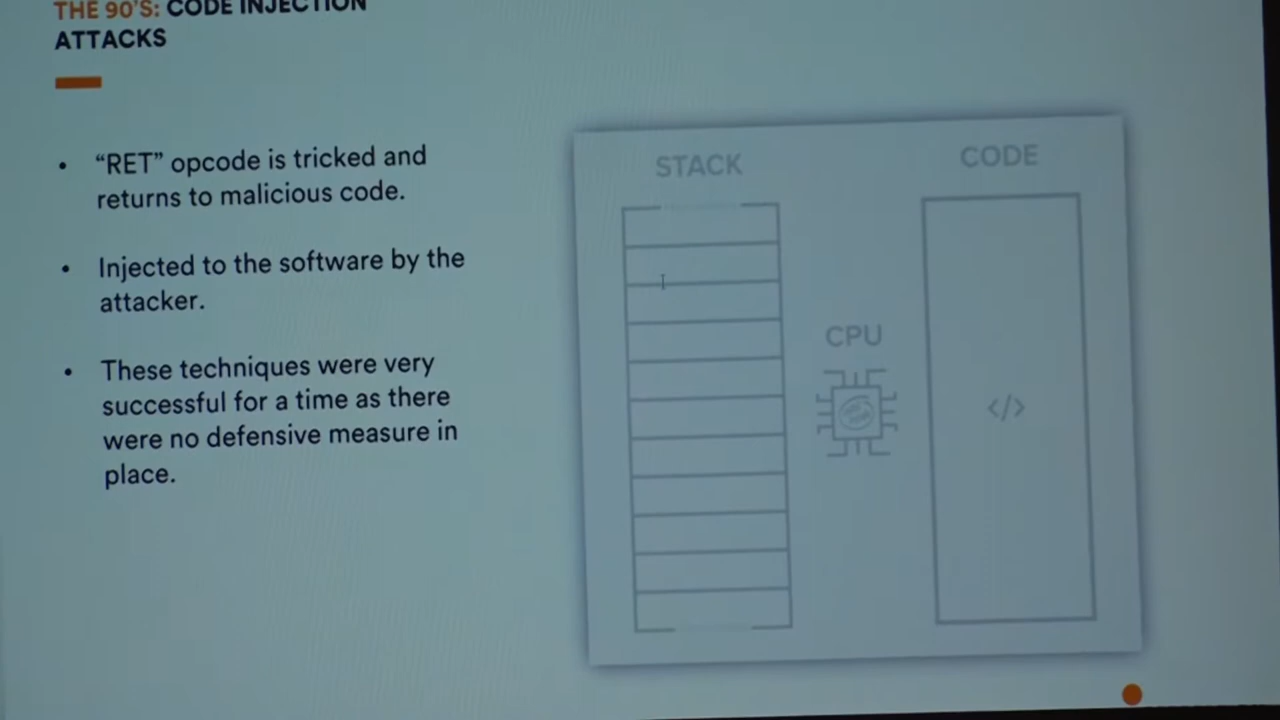 THE 90'S: CODE INJECTION
ATTACKS
• “RET” opcode is tricked and
returns to malicious code.
• Injected to the software by the
attacker.
• These techniques were very
successful for a time as there
were no defensive measure in
place.
STACK
CODE
CPU
</>